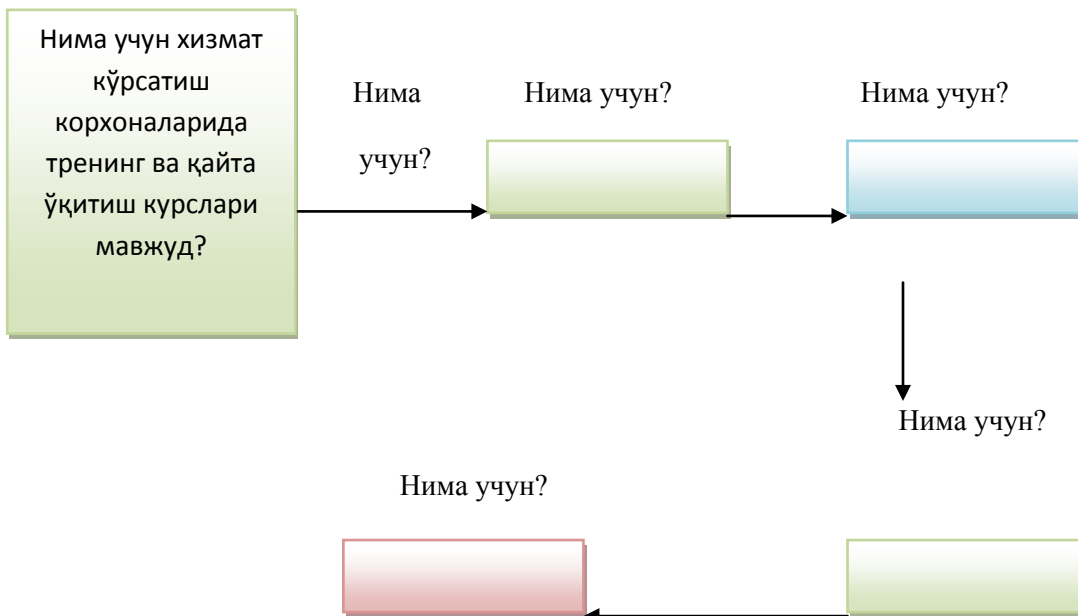 Нима учун хизмат
кўрсатиш
корхоналарида
тренинг ва қайта
ўқитиш курслари
мавжуд?
Нима
учун?
Нима учун?
Нима учун?
Нима учун?
Нима учун?